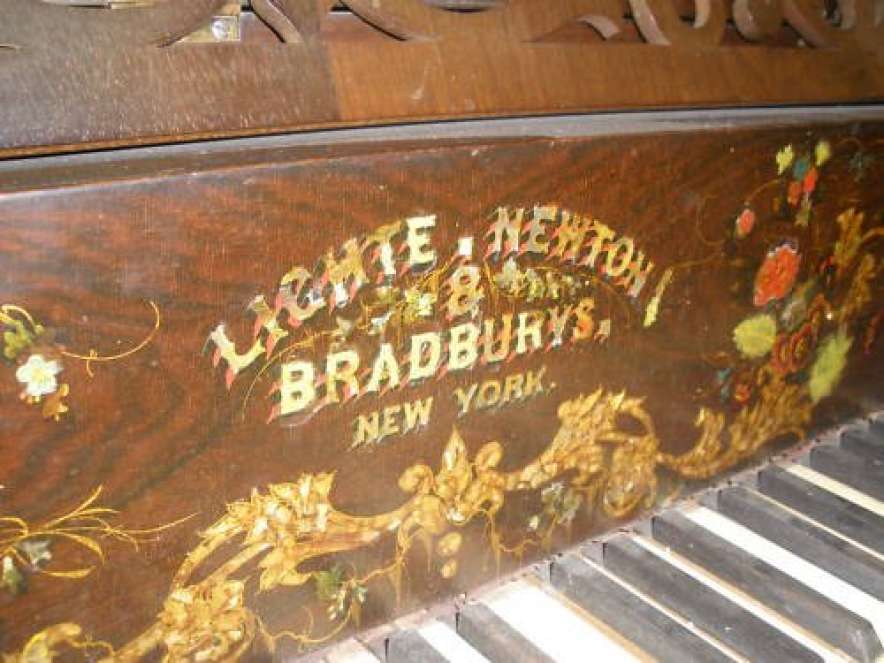 LIGHTE, NEWTON
&
BRADBURYS,
NEW YORK.